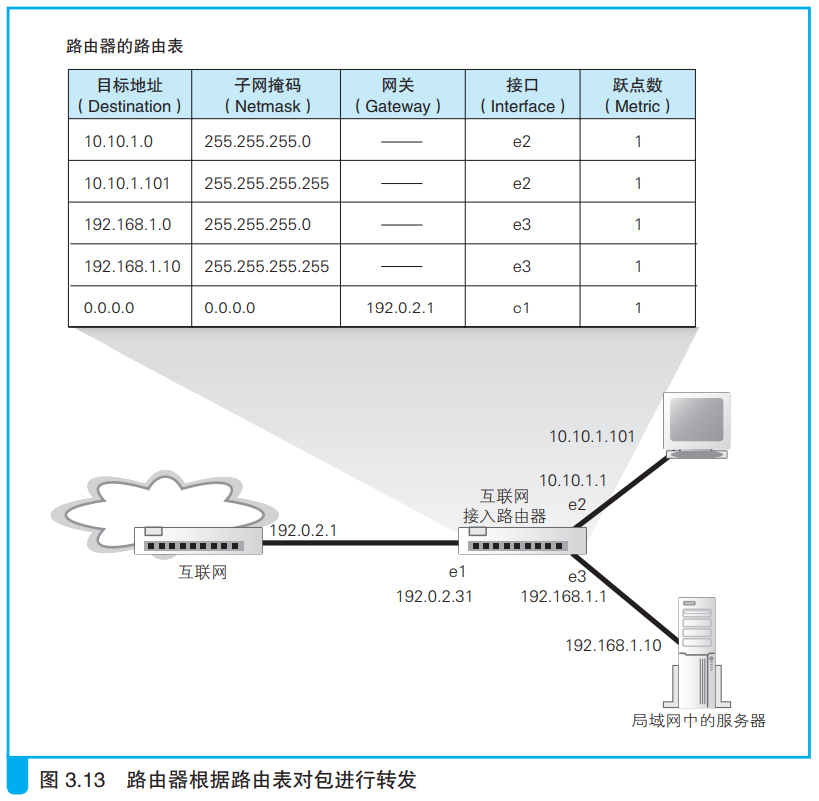 路由器的路由表
目标地址 子网掩码 网关 接口 跃点数
（Destination） （Netmask） （Gateway） （Interface） （Metric）
10.10.1.0 255.255.255.0 —— e2 1
10.10.1.101 255.255.255.255 —— e2 1
192.168.1.0 255.255.255.0 —— e3 1
192.168.1.10 255.255.255.255 —— e3 1
0.0.0.0 0.0.0.0 192.0.2.1 c1 1
10.10.1.101
10.10.1.1
互联网
接入路由器
e2
192.0.2.1
互联网
e1
192.0.2.31
e3
192.168.1.1
192.168.1.10
局域网中的服务器
图 3.13 路由器根据路由表对包进行转发